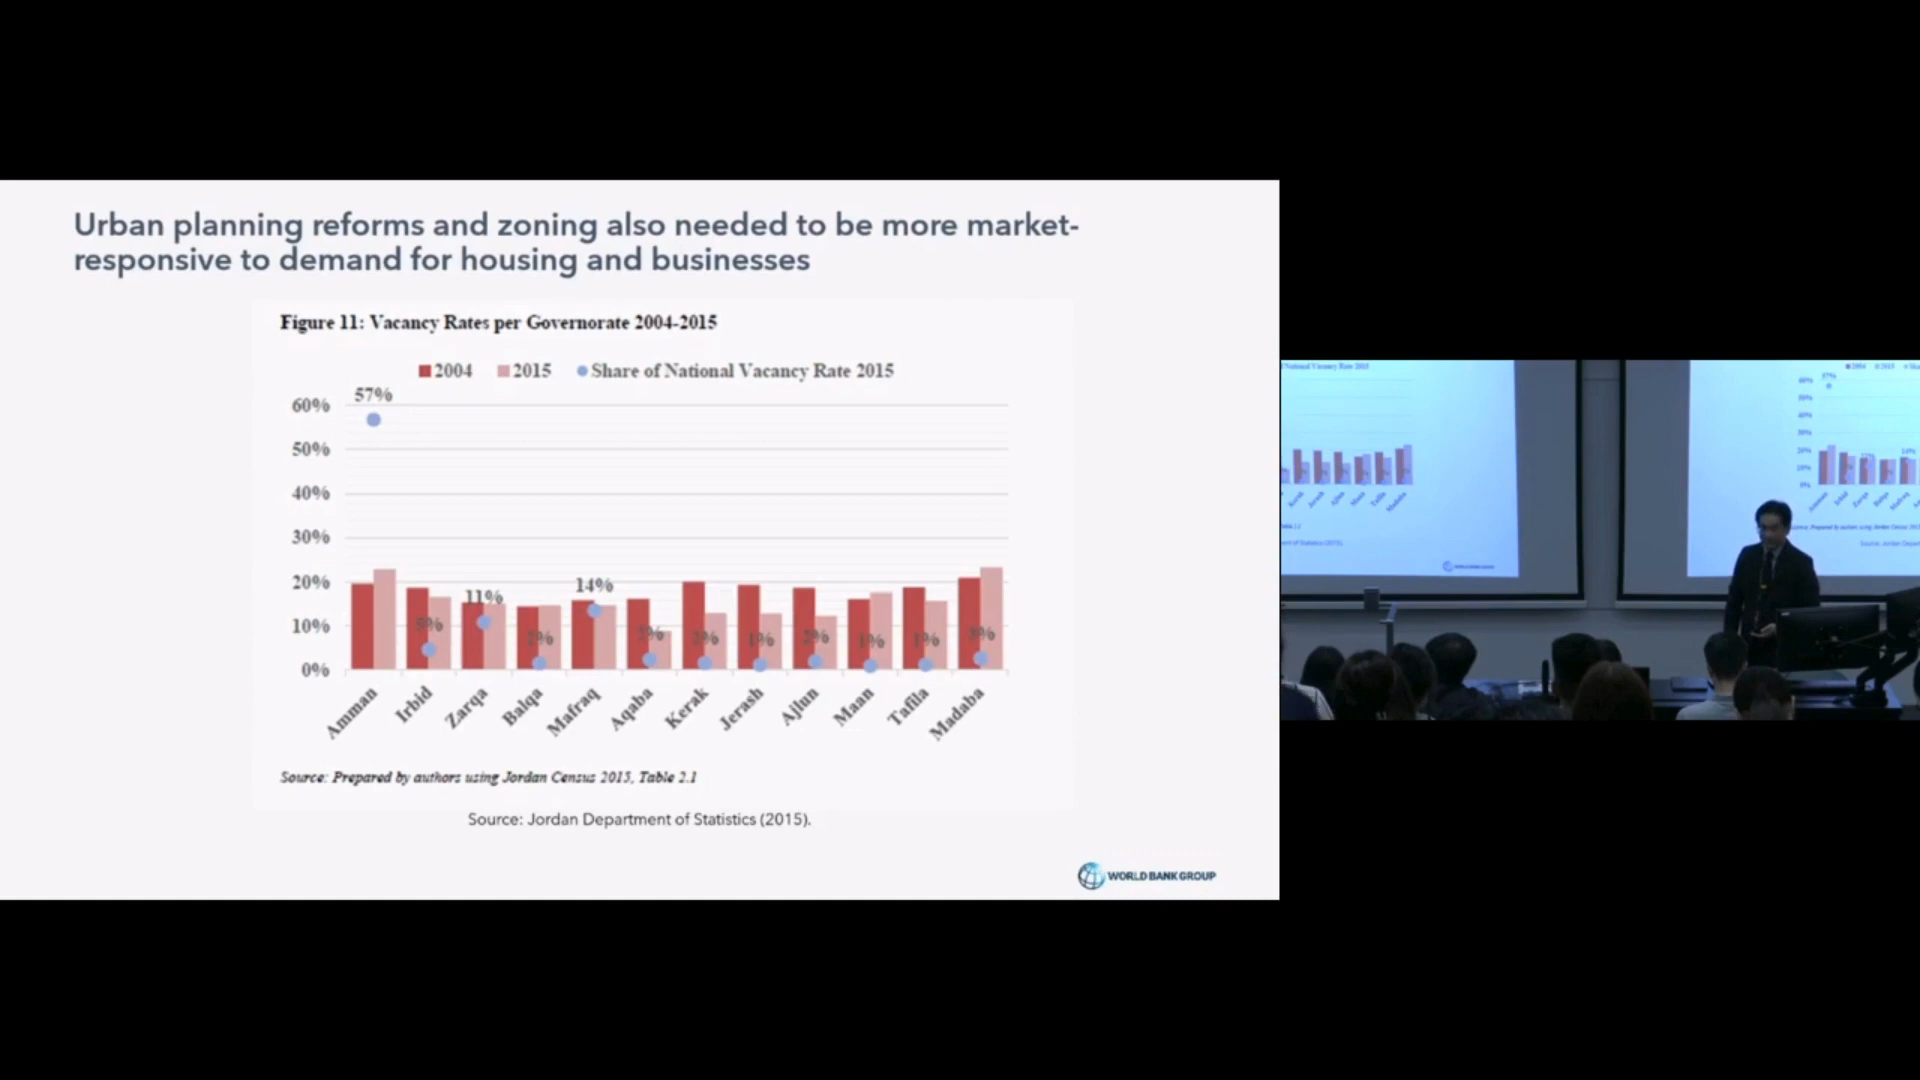 Urban planning reforms and zoning also needed to be more market-
responsive to demand for housing and businesses
Figure 11: Vacancy Rates per Governorate 2004-2015
2004 2015 Share of National Vacancy Rate 2015
57%
60%
50%
40%
30%
20%
10%
0%
5%
11%
14%
1%
1%
1%
Amman
Irbid
Zarqa
Balqa
Mafraq
Aqaba
Kerak
Jerash
Ajlun
Maan
Tafila
Madaba
Source: Prepared by authors using Jordan Census 2015, Table 2.1
Source: Jordan Department of Statistics (2015).
WORLD BANK GROUP